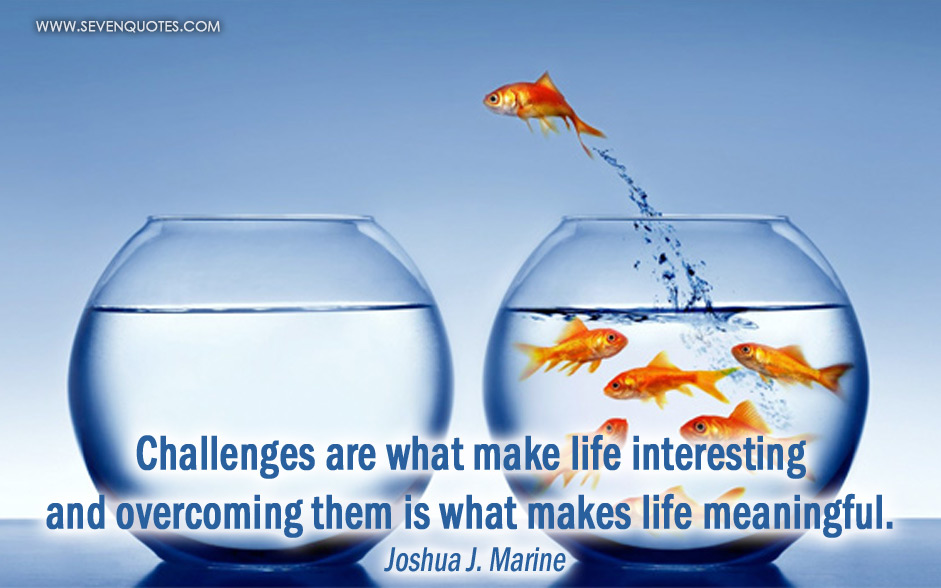 WWW.SEVENQUOTES.COM
Challenges are what make life interesting
and overcoming them is what makes life meaningful.
Joshua J. Marine